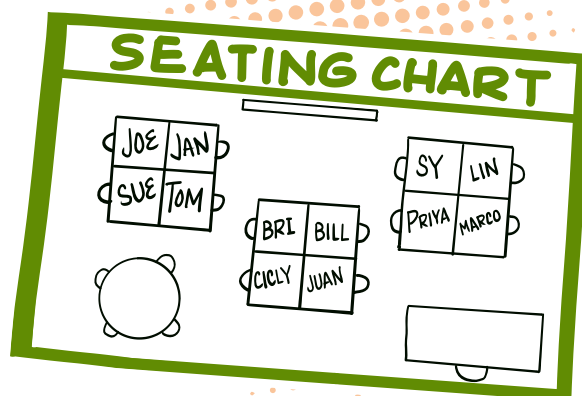 SEATING CHART
JOE JAN
SUE TOM
BRI BILL
CICLY JUAN
SY LIN
PRIYA MARCO